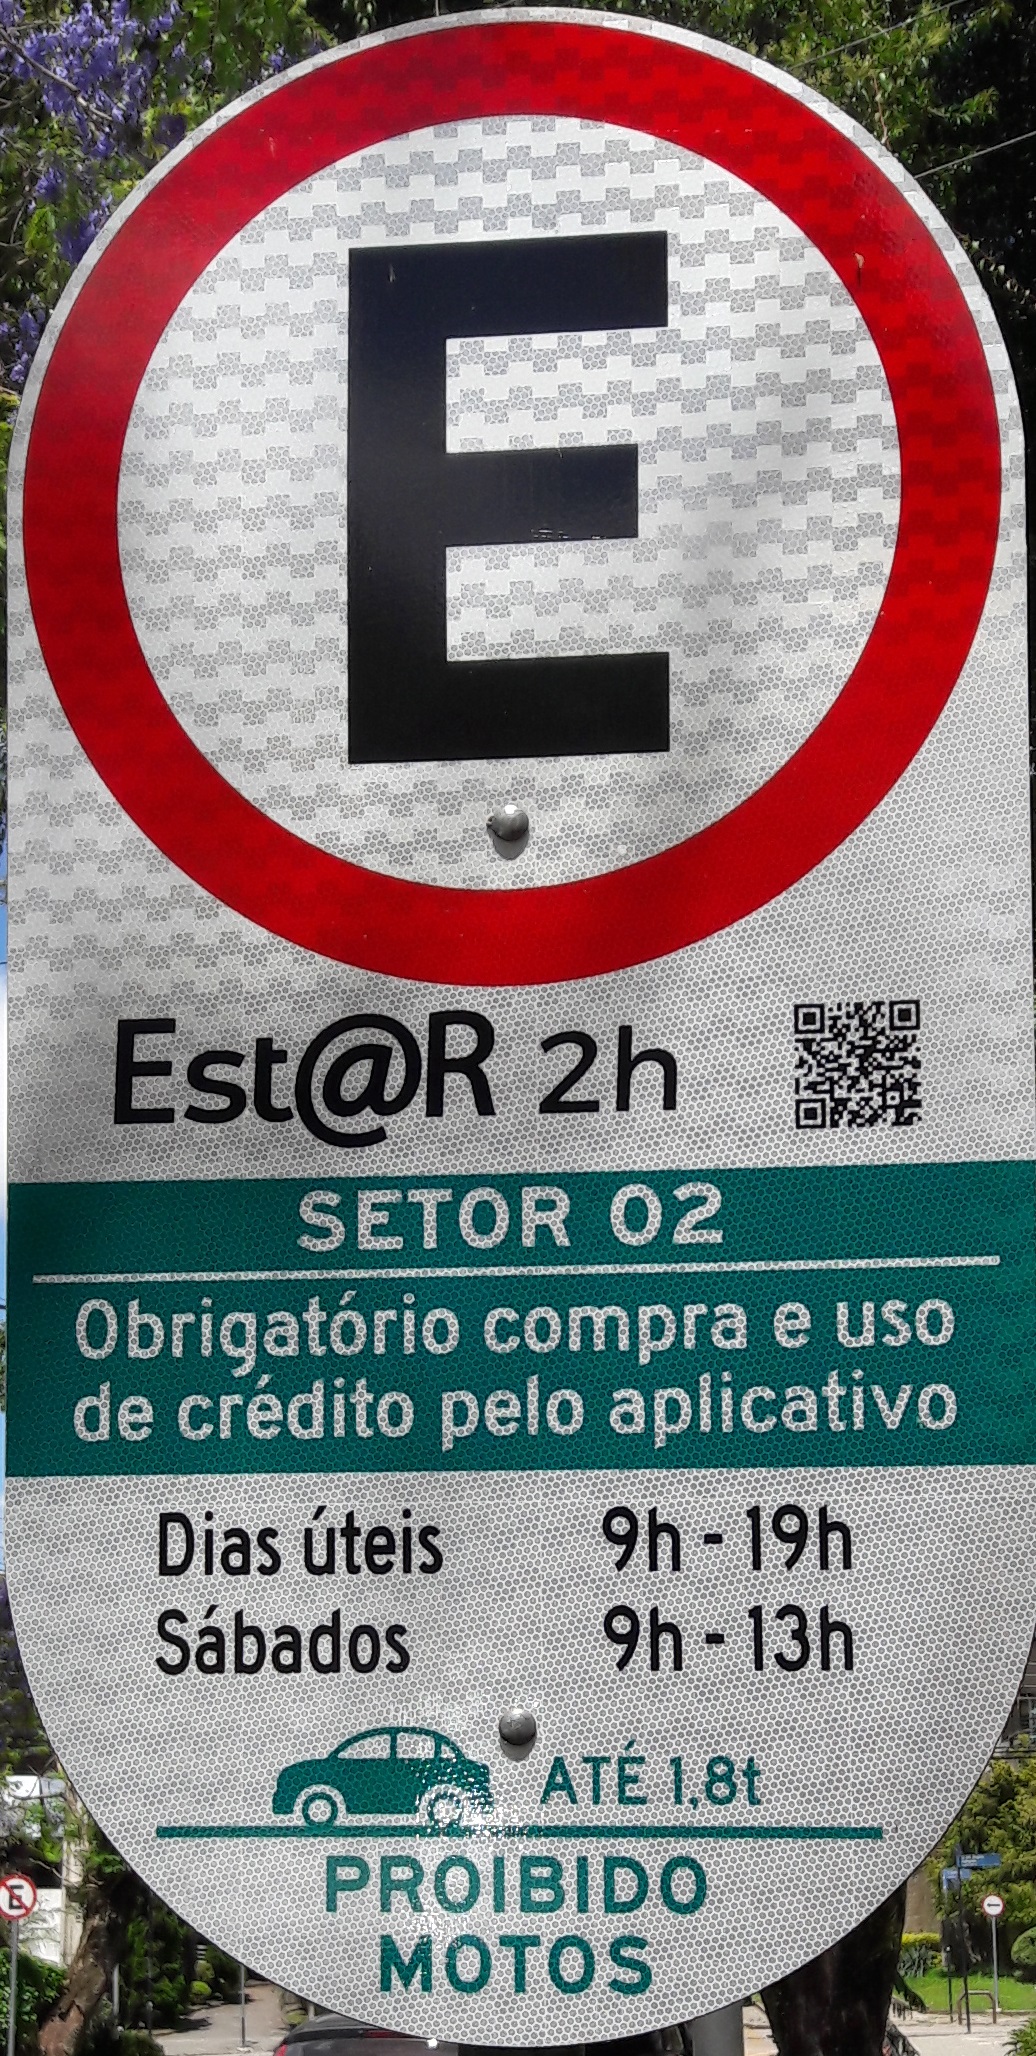 E
Est@R 2h
SETOR 02
Obrigatório compra e uso
de crédito pelo aplicativo
Dias úteis 9h - 19h
Sábados 9h - 13h
ATÉ 1,8t
PROIBIDO
MOTOS
E